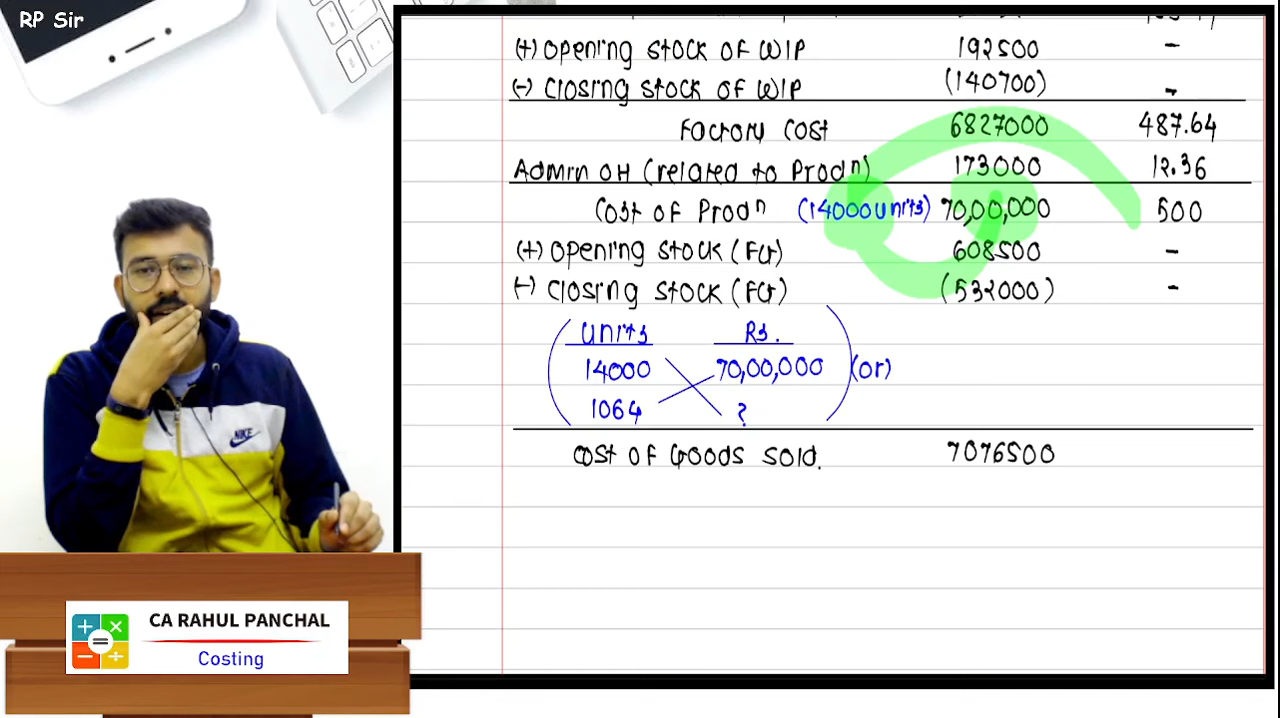 RP Sir
(+) Opening stock of WIP 192500 -
(-) Closing stock of WIP (140700) -
Factory Cost 6827000 487.64
Admin OH (related to Prodn) 173000 12.36
Cost of Prodn (14000 units) 70,00,000 500
(+) Opening stock (FG) 608500 -
(-) Closing stock (FG) (532000) -
Units Rs.
14000 70,00,000 (or)
1064 ?
Cost of Goods sold. 7076500
NIKE
CA RAHUL PANCHAL
Costing